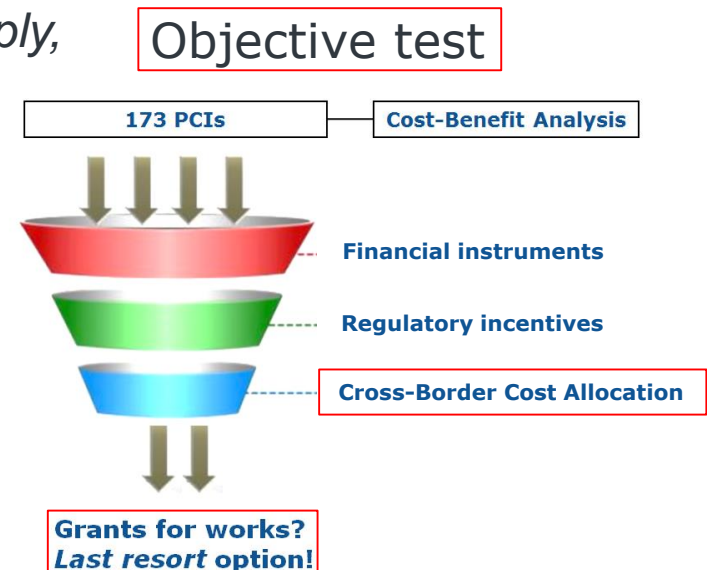 Objective test
173 PCIs
Cost-Benefit Analysis
Financial instruments
Regulatory incentives
Cross-Border Cost Allocation
Grants for works?
Last resort option!